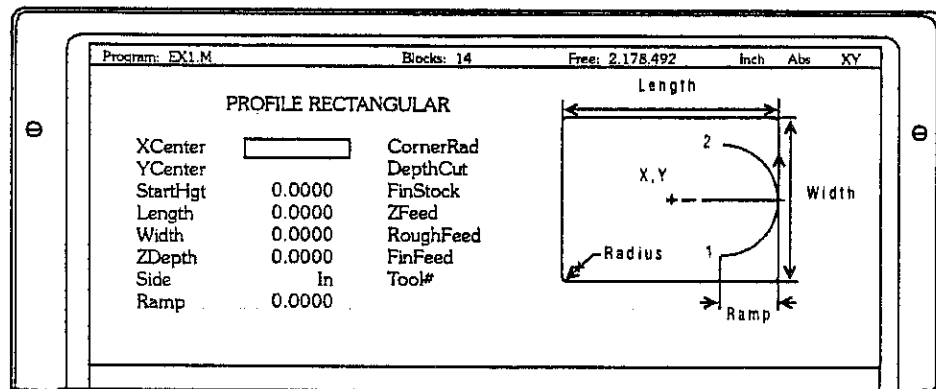 Program: EX1.M Blocks: 14 Free: 2.178.492 Inch Abs XY
PROFILE RECTANGULAR
XCenter CornerRad
YCenter DepthCut
StartHgt 0.0000 FinStock
Length 0.0000 ZFeed
Width 0.0000 RoughFeed
ZDepth 0.0000 FinFeed
Side In Tool#
Ramp 0.0000
Length
2
X,Y
Width
1
Radius
Ramp